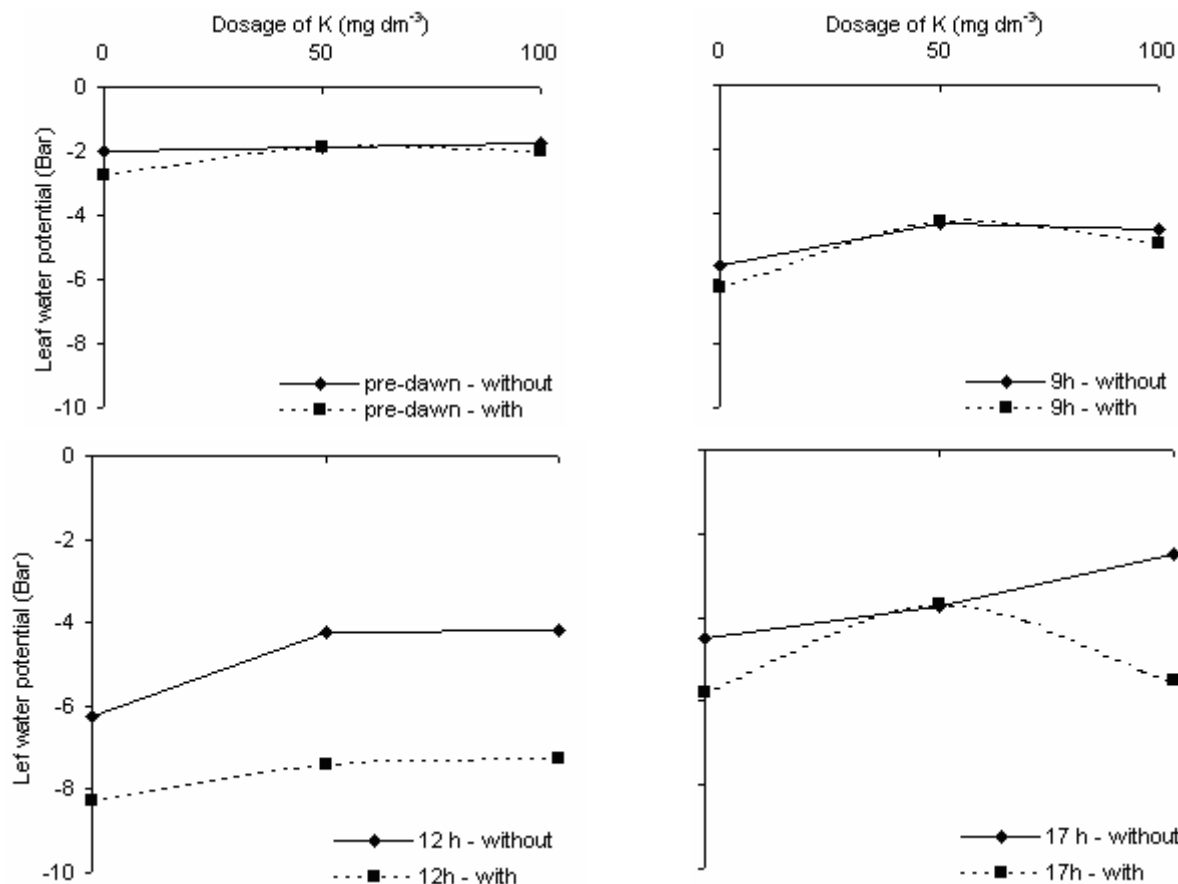 Dosage of K (mg dm-3)
0 50 100
0
-2
-4
-6
-8
-10
Leaf water potential (Bar)
pre-dawn - without
pre-dawn - with
Dosage of K (mg dm-3)
0 50 100
9h - without
9h - with
0
-2
-4
-6
-8
-10
Lef water potential (Bar)
12 h - without
12h - with
17 h - without
17h - with